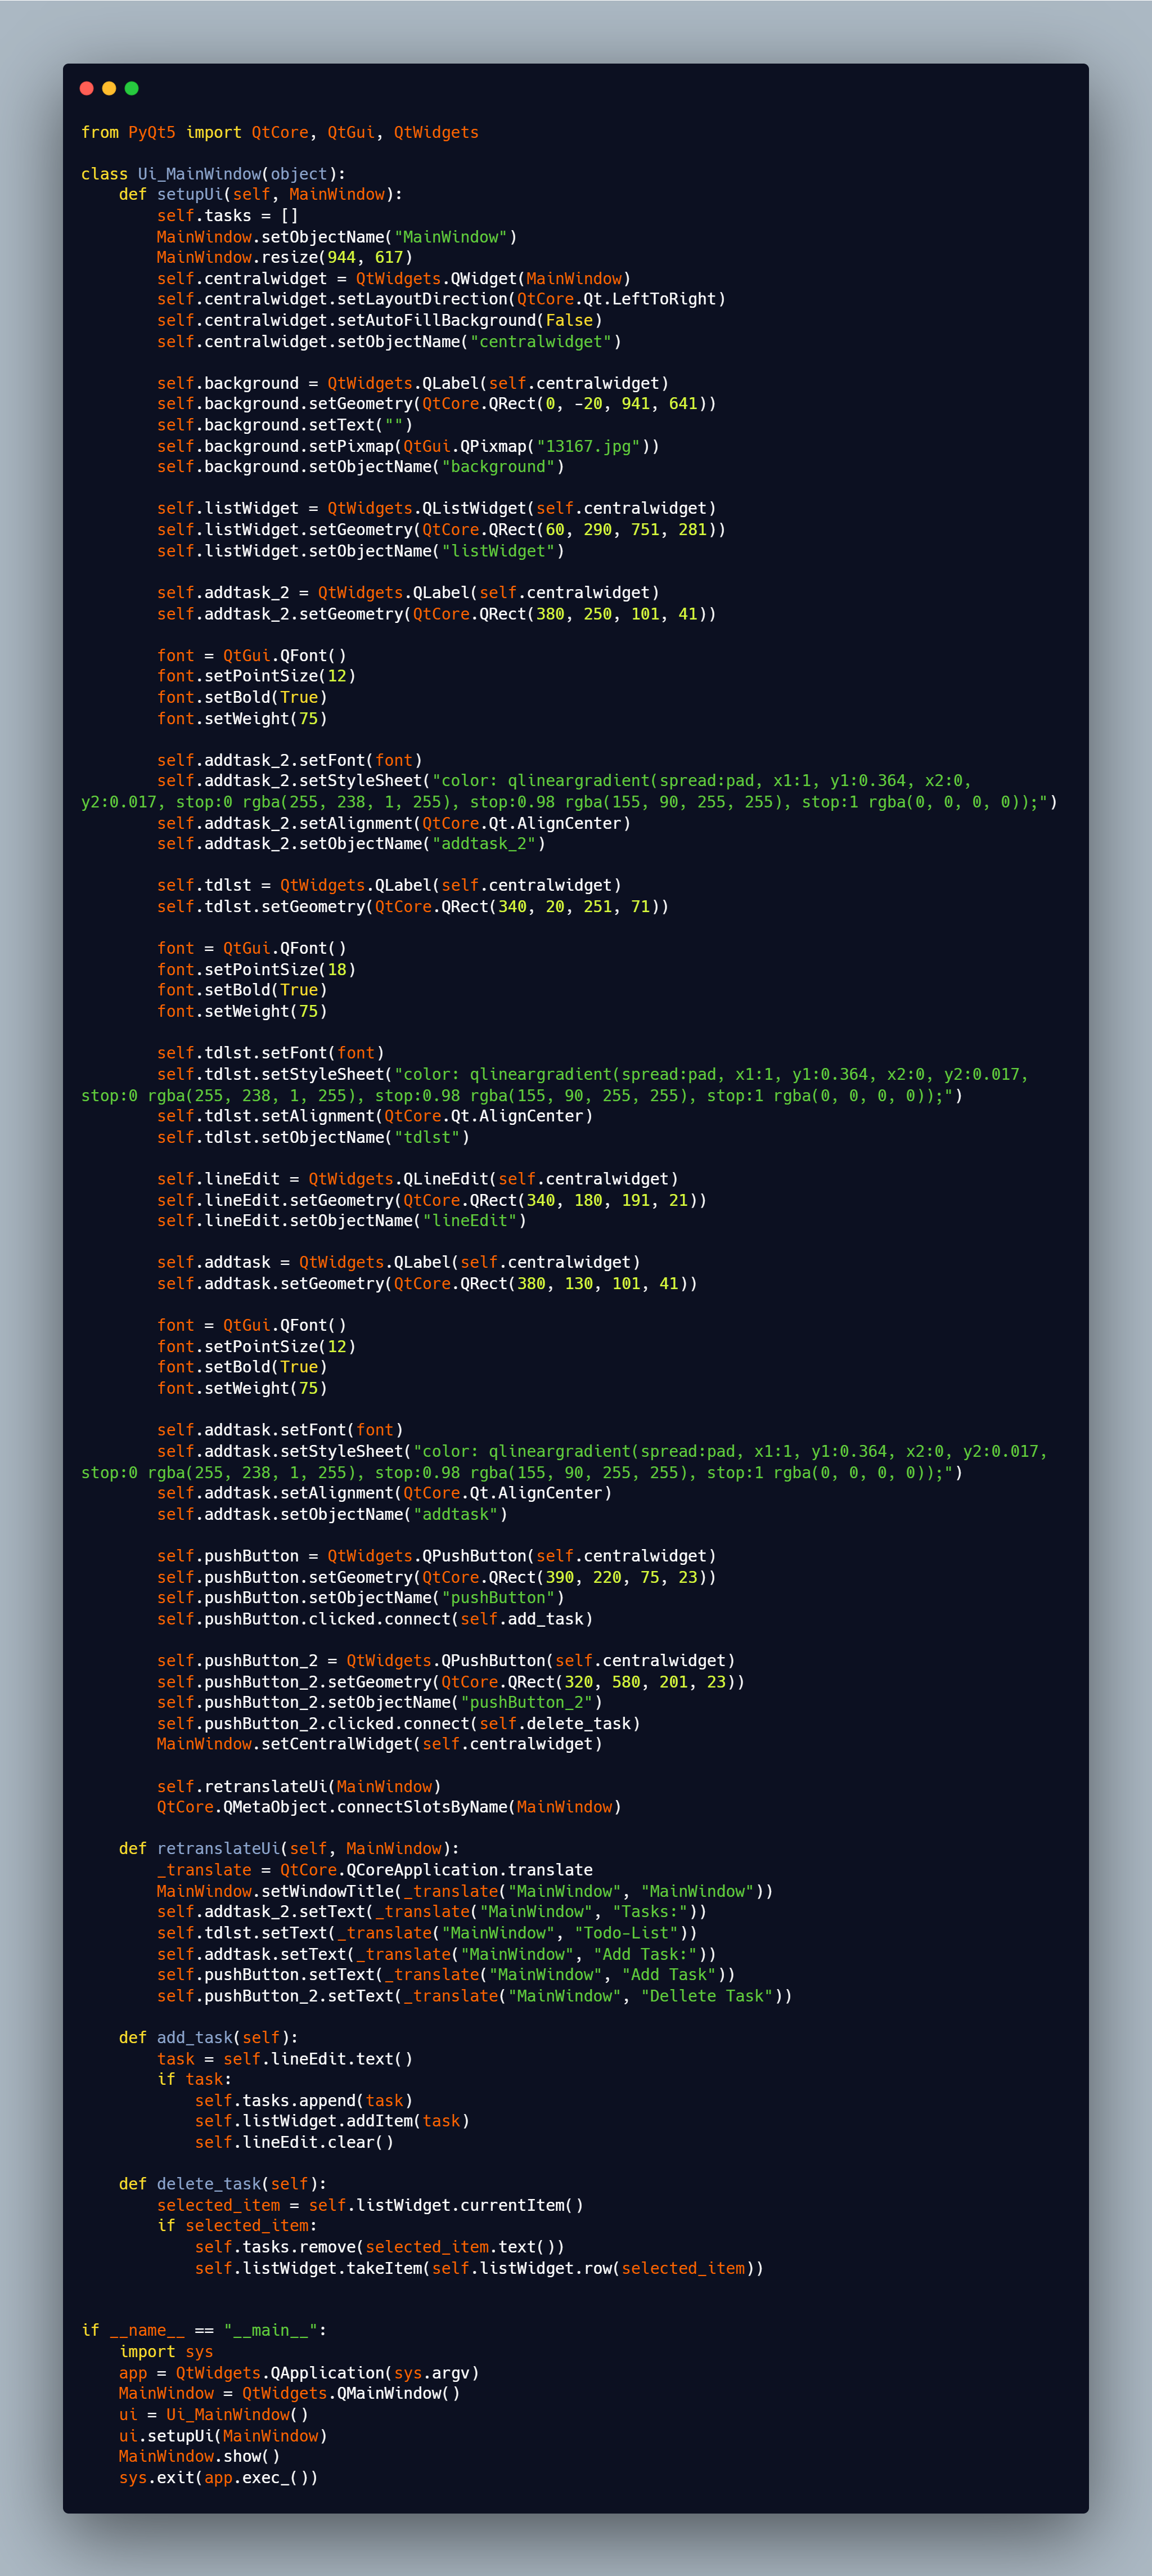 from PyQt5 import QtCore, QtGui, QtWidgets

class Ui_MainWindow(object):
    def setupUi(self, MainWindow):
        self.tasks = []
        MainWindow.setObjectName("MainWindow")
        MainWindow.resize(944, 617)
        self.centralwidget = QtWidgets.QWidget(MainWindow)
        self.centralwidget.setLayoutDirection(QtCore.Qt.LeftToRight)
        self.centralwidget.setAutoFillBackground(False)
        self.centralwidget.setObjectName("centralwidget")

        self.background = QtWidgets.QLabel(self.centralwidget)
        self.background.setGeometry(QtCore.QRect(0, -20, 941, 641))
        self.background.setText("")
        self.background.setPixmap(QtGui.QPixmap("13167.jpg"))
        self.background.setObjectName("background")

        self.listWidget = QtWidgets.QListWidget(self.centralwidget)
        self.listWidget.setGeometry(QtCore.QRect(60, 290, 751, 281))
        self.listWidget.setObjectName("listWidget")

        self.addtask_2 = QtWidgets.QLabel(self.centralwidget)
        self.addtask_2.setGeometry(QtCore.QRect(380, 250, 101, 41))

        font = QtGui.QFont()
        font.setPointSize(12)
        font.setBold(True)
        font.setWeight(75)

        self.addtask_2.setFont(font)
        self.addtask_2.setStyleSheet("color: qlineargradient(spread:pad, x1:1, y1:0.364, x2:0,
y2:0.017, stop:0 rgba(255, 238, 1, 255), stop:0.98 rgba(155, 90, 255, 255), stop:1 rgba(0, 0, 0, 0));")
        self.addtask_2.setAlignment(QtCore.Qt.AlignCenter)
        self.addtask_2.setObjectName("addtask_2")

        self.tdlst = QtWidgets.QLabel(self.centralwidget)
        self.tdlst.setGeometry(QtCore.QRect(340, 20, 251, 71))

        font = QtGui.QFont()
        font.setPointSize(18)
        font.setBold(True)
        font.setWeight(75)

        self.tdlst.setFont(font)
        self.tdlst.setStyleSheet("color: qlineargradient(spread:pad, x1:1, y1:0.364, x2:0, y2:0.017,
stop:0 rgba(255, 238, 1, 255), stop:0.98 rgba(155, 90, 255, 255), stop:1 rgba(0, 0, 0, 0));")
        self.tdlst.setAlignment(QtCore.Qt.AlignCenter)
        self.tdlst.setObjectName("tdlst")

        self.lineEdit = QtWidgets.QLineEdit(self.centralwidget)
        self.lineEdit.setGeometry(QtCore.QRect(340, 180, 191, 21))
        self.lineEdit.setObjectName("lineEdit")

        self.addtask = QtWidgets.QLabel(self.centralwidget)
        self.addtask.setGeometry(QtCore.QRect(380, 130, 101, 41))

        font = QtGui.QFont()
        font.setPointSize(12)
        font.setBold(True)
        font.setWeight(75)

        self.addtask.setFont(font)
        self.addtask.setStyleSheet("color: qlineargradient(spread:pad, x1:1, y1:0.364, x2:0, y2:0.017,
stop:0 rgba(255, 238, 1, 255), stop:0.98 rgba(155, 90, 255, 255), stop:1 rgba(0, 0, 0, 0));")
        self.addtask.setAlignment(QtCore.Qt.AlignCenter)
        self.addtask.setObjectName("addtask")

        self.pushButton = QtWidgets.QPushButton(self.centralwidget)
        self.pushButton.setGeometry(QtCore.QRect(390, 220, 75, 23))
        self.pushButton.setObjectName("pushButton")
        self.pushButton.clicked.connect(self.add_task)

        self.pushButton_2 = QtWidgets.QPushButton(self.centralwidget)
        self.pushButton_2.setGeometry(QtCore.QRect(320, 580, 201, 23))
        self.pushButton_2.setObjectName("pushButton_2")
        self.pushButton_2.clicked.connect(self.delete_task)
        MainWindow.setCentralWidget(self.centralwidget)

        self.retranslateUi(MainWindow)
        QtCore.QMetaObject.connectSlotsByName(MainWindow)

    def retranslateUi(self, MainWindow):
        _translate = QtCore.QCoreApplication.translate
        MainWindow.setWindowTitle(_translate("MainWindow", "MainWindow"))
        self.addtask_2.setText(_translate("MainWindow", "Tasks:"))
        self.tdlst.setText(_translate("MainWindow", "Todo-List"))
        self.addtask.setText(_translate("MainWindow", "Add Task:"))
        self.pushButton.setText(_translate("MainWindow", "Add Task"))
        self.pushButton_2.setText(_translate("MainWindow", "Dellete Task"))

    def add_task(self):
        task = self.lineEdit.text()
        if task:
            self.tasks.append(task)
            self.listWidget.addItem(task)
            self.lineEdit.clear()

    def delete_task(self):
        selected_item = self.listWidget.currentItem()
        if selected_item:
            self.tasks.remove(selected_item.text())
            self.listWidget.takeItem(self.listWidget.row(selected_item))


if __name__ == "__main__":
    import sys
    app = QtWidgets.QApplication(sys.argv)
    MainWindow = QtWidgets.QMainWindow()
    ui = Ui_MainWindow()
    ui.setupUi(MainWindow)
    MainWindow.show()
    sys.exit(app.exec_())